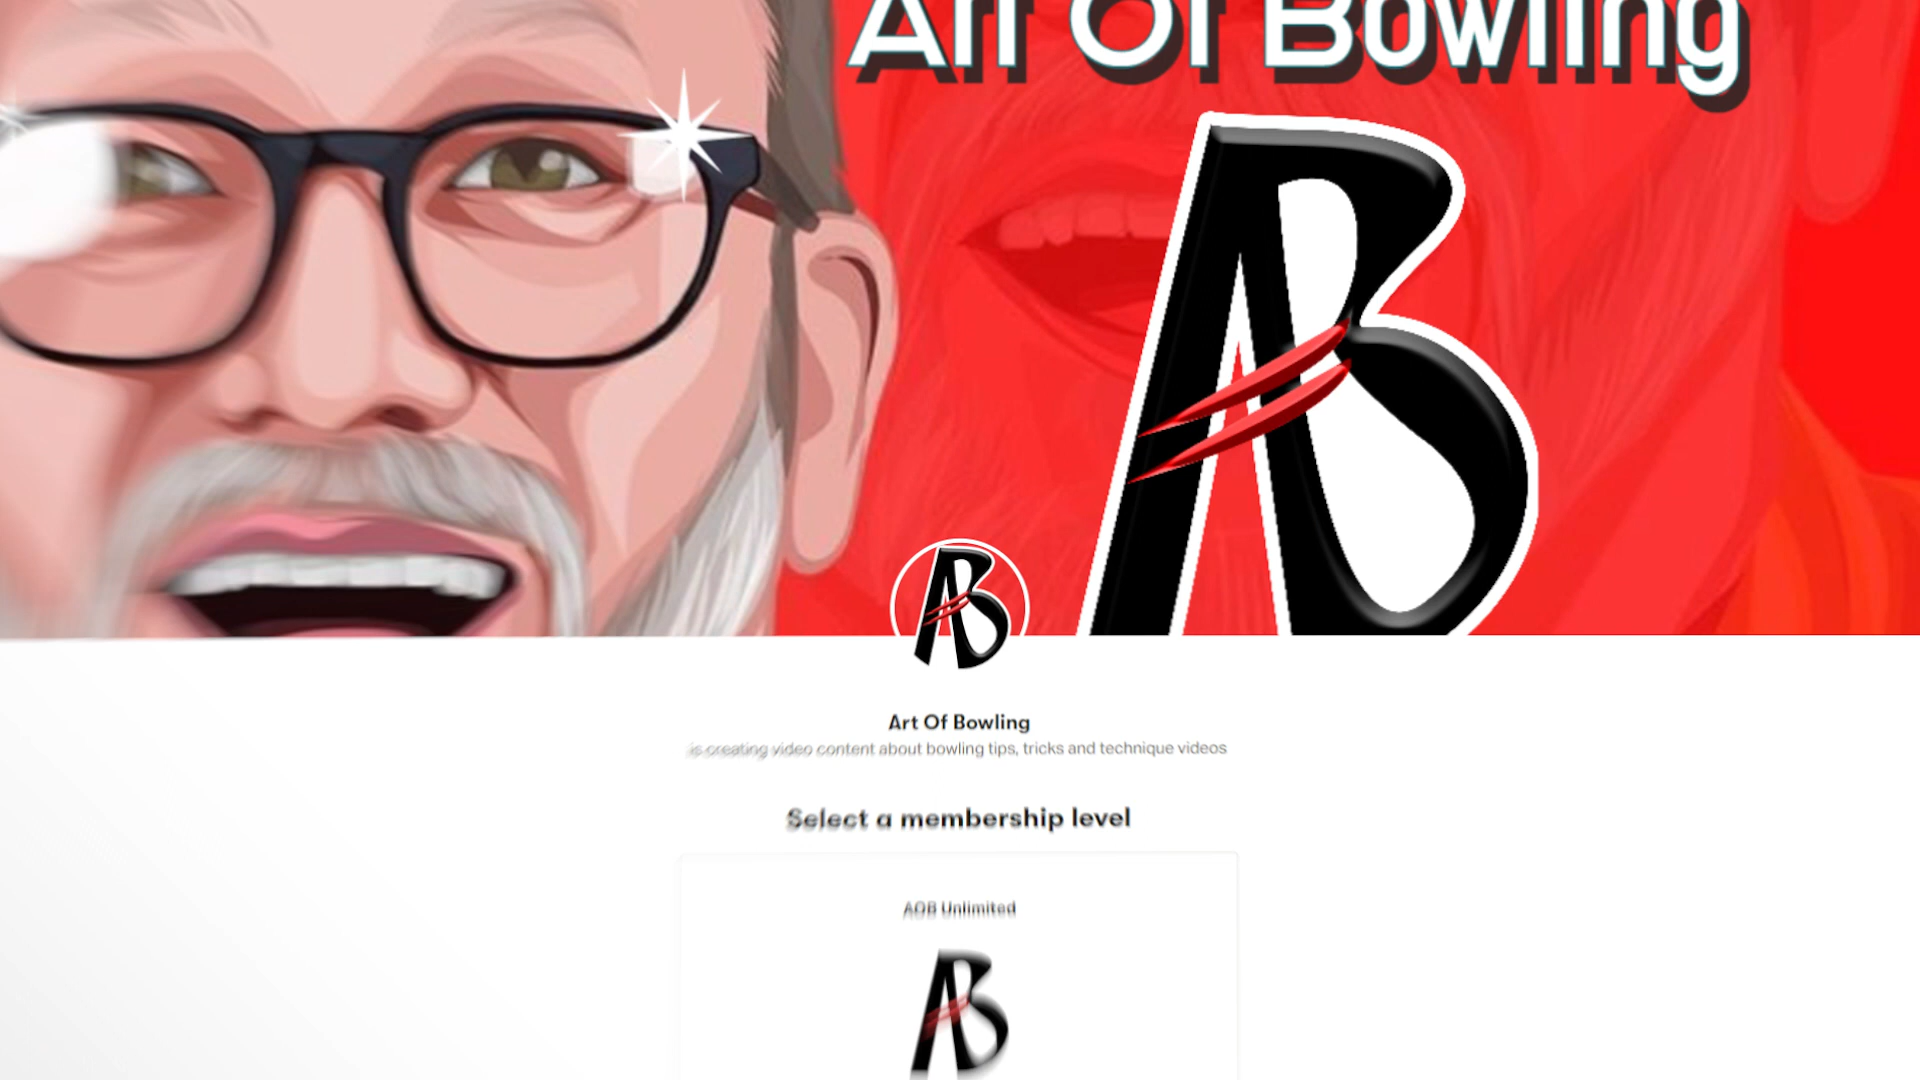 Art Of Bowling
AB
AB
Art Of Bowling
is creating video content about bowling tips, tricks and technique videos
Select a membership level
AOB Unlimited
AB